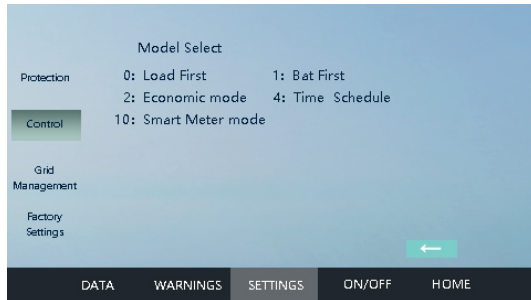 Model Select
0: Load First 1: Bat First
2: Economic mode 4: Time Schedule
10: Smart Meter mode
Protection
Control
Grid
Management
Factory
Settings
DATA WARNINGS SETTINGS ON/OFF HOME